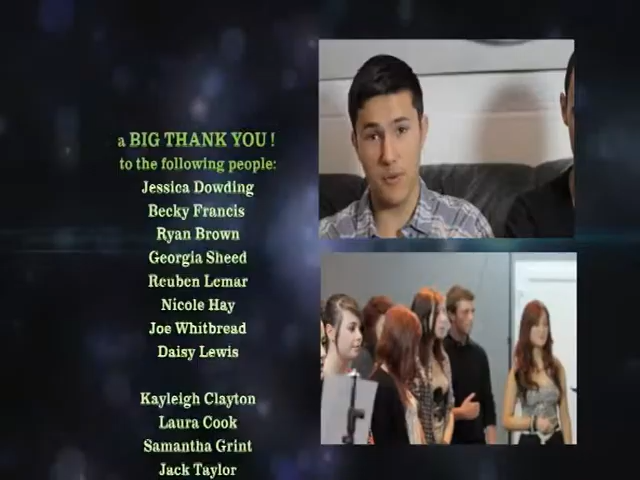 a BIG THANK YOU !
to the following people:
Jessica Dowding
Becky Francis
Ryan Brown
Georgia Sheed
Reuben Lemar
Nicole Hay
Joe Whitbread
Daisy Lewis
Kayleigh Clayton
Laura Cook
Samantha Grint
Jack Taylor